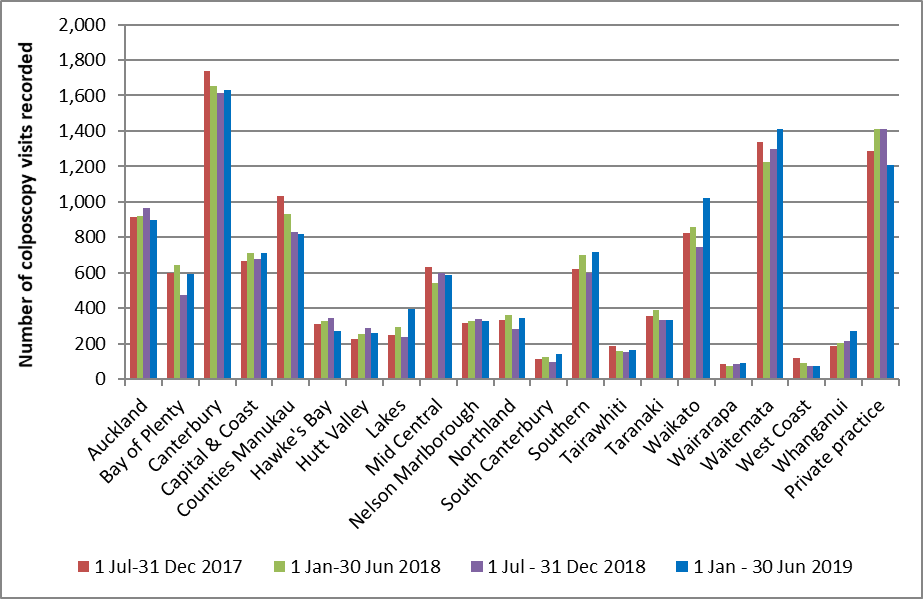 Number of colposcopy visits recorded
2,000
1,800
1,600
1,400
1,200
1,000
800
600
400
200
0
Auckland
Bay of Plenty
Canterbury
Capital & Coast
Counties Manukau
Hawke's Bay
Hutt Valley
Lakes
Mid Central
Nelson Marlborough
Northland
South Canterbury
Southern
Tairawhiti
Taranaki
Waikato
Wairarapa
Waitemata
West Coast
Whanganui
Private practice
1 Jul-31 Dec 2017
1 Jan-30 Jun 2018
1 Jul - 31 Dec 2018
1 Jan - 30 Jun 2019